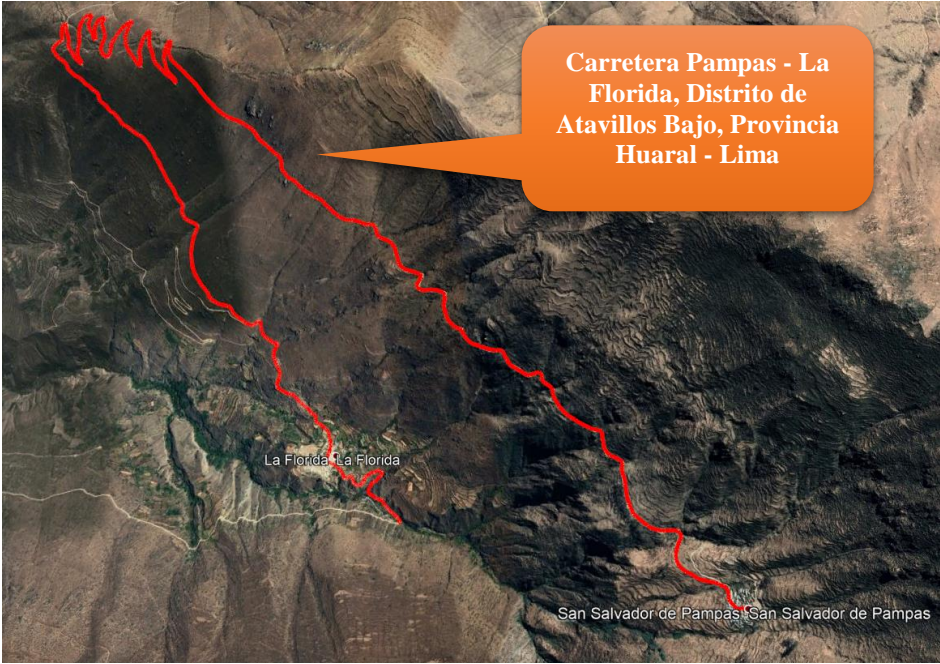 Carretera Pampas - La
Florida, Distrito de
Atavillos Bajo, Provincia
Huaral - Lima
La Florida La Florida
San Salvador de Pampas San Salvador de Pampas